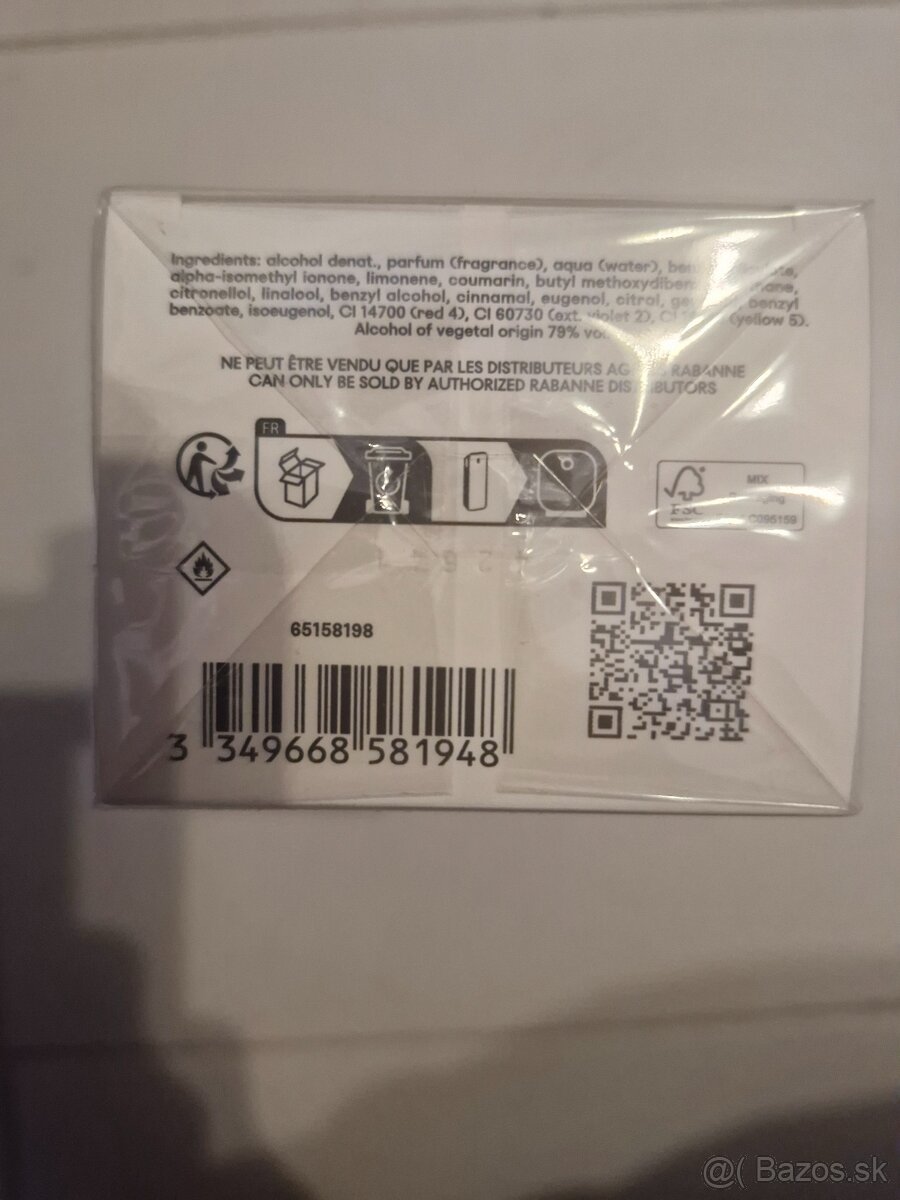 Ingredients: alcohol denat., parfum (fragrance), aqua (water),
alpha-isomethyl ionone, limonene, coumarin, butyl
citronellol, linalool, benzyl alcohol, cinnamal, eugenol, citral, benzyl
benzoate, isoeugenol, CI 14700 (red 4), CI 60730 (ext. violet 2), (yellow 5).
Alcohol of vegetal origin 79% vol.
NE PEUT ÊTRE VENDU QUE PAR LES DISTRIBUTEURS RABANNE
CAN ONLY BE SOLD BY AUTHORIZED RABANNE
FR
MIX
FSC
C095159
65158198
3 349668 581948
@( Bazos.sk